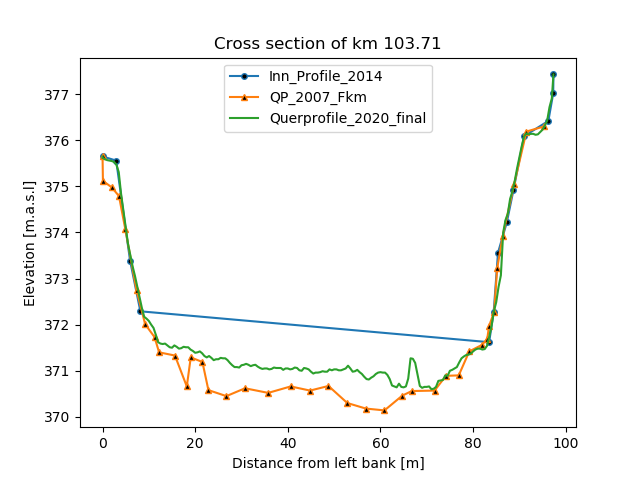 Cross section of km 103.71
Inn_Profile_2014
QP_2007_Fkm
Querprofile_2020_final
377
376
375
374
373
372
371
370
Elevation [m.a.s.l]
0 20 40 60 80 100
Distance from left bank [m]